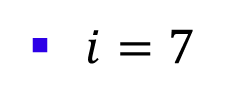 ▪ i = 7